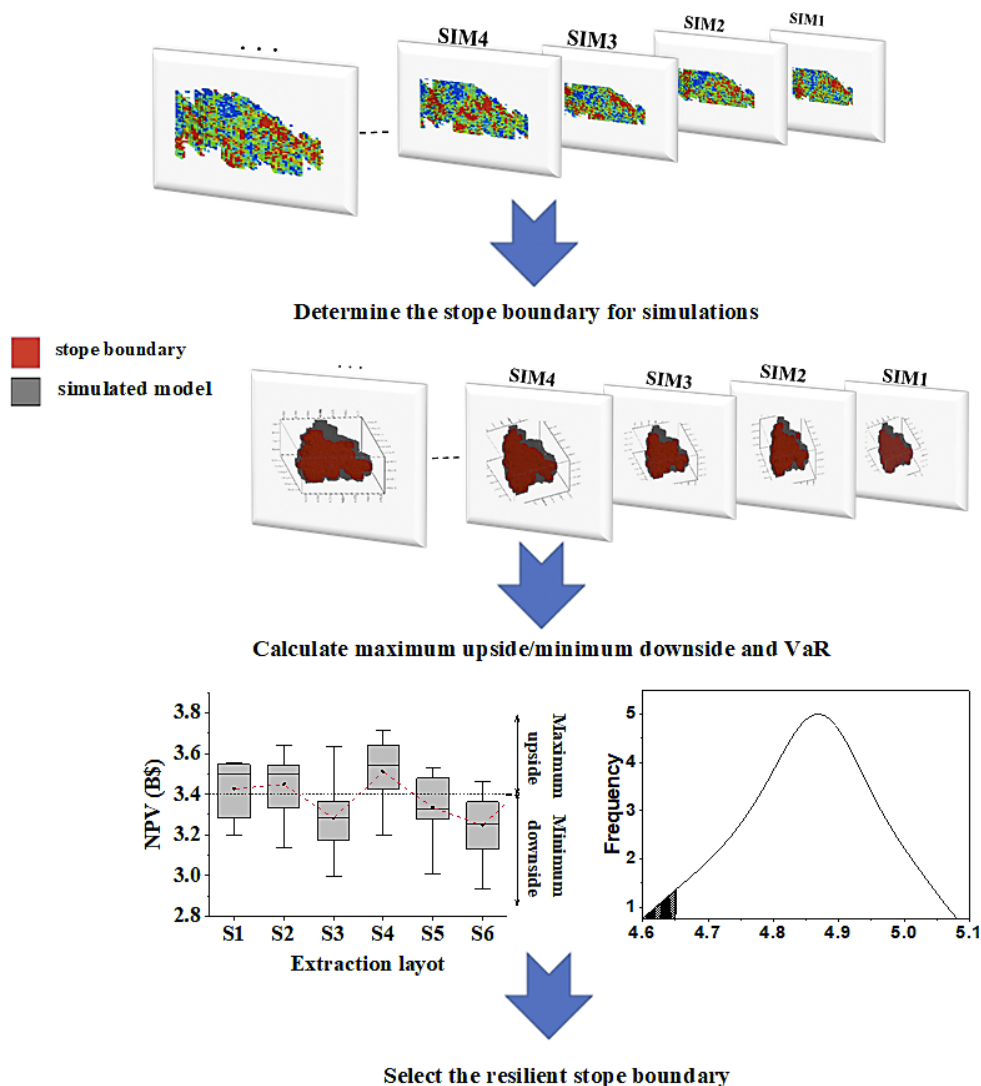 . . .
SIM4
SIM3
SIM2
SIM1
Determine the stope boundary for simulations
stope boundary
simulated model
. . .
SIM4
SIM3
SIM2
SIM1
Calculate maximum upside/minimum downside and VaR
NPV (B$)
3.8
3.6
3.4
3.2
3.0
2.8
S1 S2 S3 S4 S5 S6
Extraction layot
Maximum
upside
Minimum
downside
Frequency
5
4
3
2
1
4.6 4.7 4.8 4.9 5.0 5.1
Select the resilient stope boundary